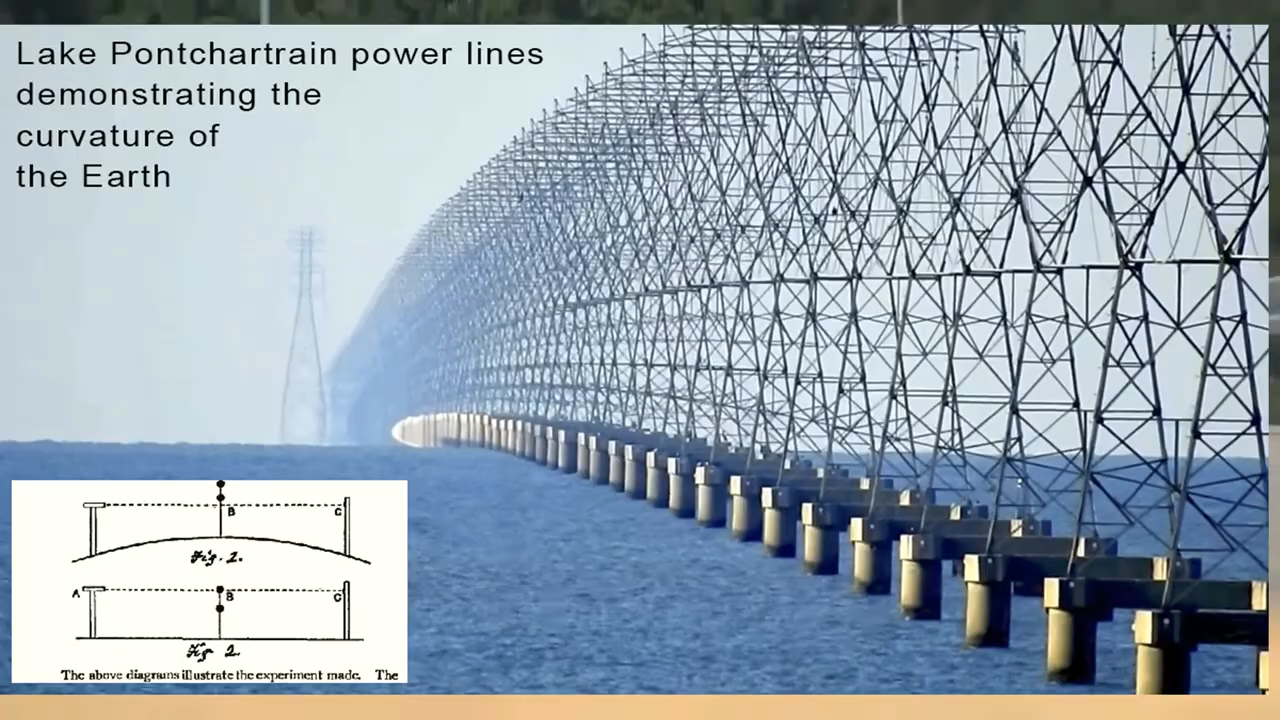 Lake Pontchartrain power lines
demonstrating the
curvature of
the Earth
B
C
Fig. 1.
A
B
C
Fig 2.
The above diagrams illustrate the experiment made. The